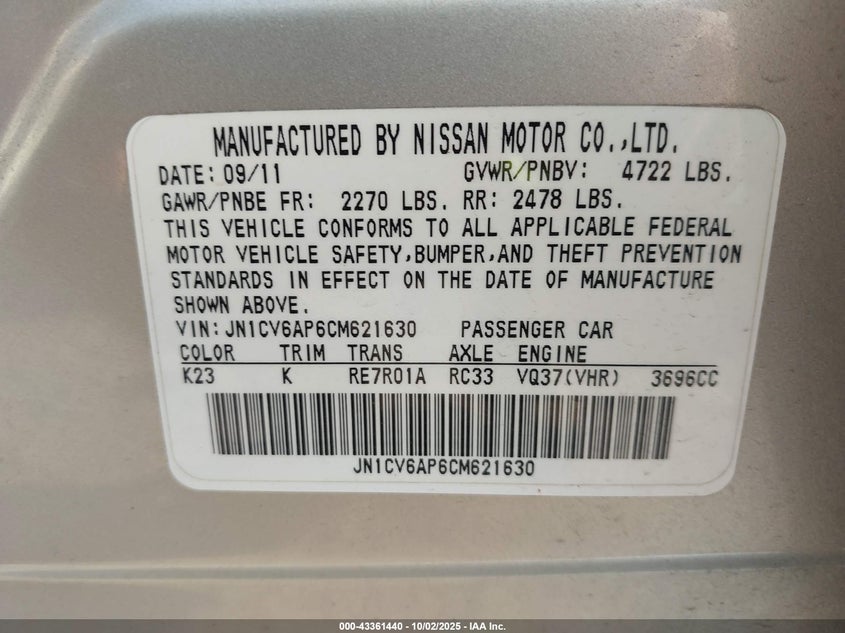 MANUFACTURED BY NISSAN MOTOR CO.,LTD.
DATE: 09/11 GVWR/PNBV: 4722 LBS.
GAWR/PNBE FR: 2270 LBS. RR: 2478 LBS.
THIS VEHICLE CONFORMS TO ALL APPLICABLE FEDERAL
MOTOR VEHICLE SAFETY,BUMPER,AND THEFT PREVENTION
STANDARDS IN EFFECT ON THE DATE OF MANUFACTURE
SHOWN ABOVE.
VIN: JN1CV6AP6CM621630 PASSENGER CAR
COLOR TRIM TRANS AXLE ENGINE
K23 K RE7R01A RC33 VQ37(VHR) 3696CC
JN1CV6AP6CM621630
000-43361440 - 10/02/2025 - IAA Inc.